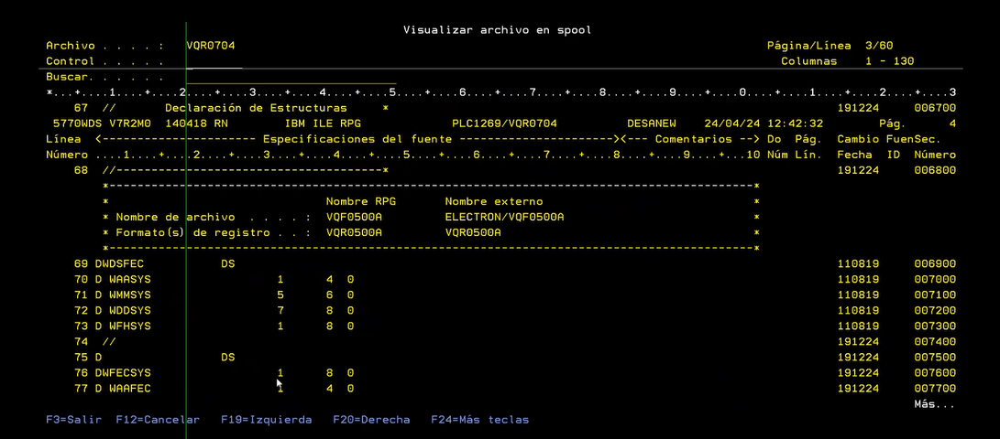 Visualizar archivo en spool
Archivo . . . . :   VQR0704   Página/Línea  3/60
Control . . . . .   Columnas   1 - 130
Buscar. . . . . .
*...+....1....+....2....+....3....+....4....+....5....+....6....+....7....+....8....+....9....+....0....+....1....+....2....+....3
67  //       Declaración de Estructuras     *   191224     006700
5770WDS V7R2M0  140418 RN     IBM ILE RPG             PLC1269/VQR0704          DESANEW    24/04/24 12:42:32        Pág.      4
Línea  <---------------------- Especificaciones del fuente ----------------------><--- Comentarios --> Do  Pág.  Cambio FuenSec.
Número ....1....+....2....+....3....+....4....+....5....+....6....+....7....+....8....+....9....+...10 Núm Lín.  Fecha  ID  Número
68  //--------------------------------------*   191224     006800
*--------------------------------------------------------------------------------------------*
*                               Nombre RPG       Nombre externo                              *
* Nombre de archivo  . . . . :  VQF0500A         ELECTRON/VQF0500A                           *
* Formato(s) de registro . . :  VQR0500A         VQR0500A                                    *
*--------------------------------------------------------------------------------------------*
69 DWDSFEC          DS   110819     006900
70 D WAASYS                  1      4  0   110819     007000
71 D WMMSYS                  5      6  0   110819     007100
72 D WDDSYS                  7      8  0   110819     007200
73 D WFHSYS                  1      8  0   110819     007300
74  //   191224     007400
75 D                DS   191224     007500
76 DWFECSYS                  1      8  0   191224     007600
77 D WAAFEC                  1      4  0   191224     007700
Más...
F3=Salir  F12=Cancelar   F19=Izquierda   F20=Derecha   F24=Más teclas